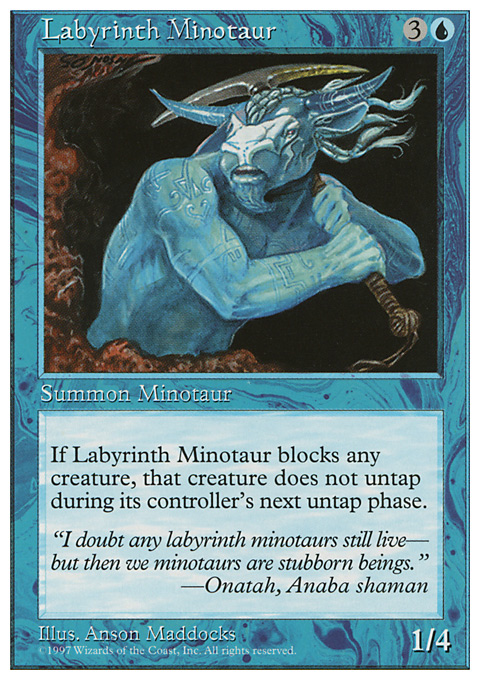 Labyrinth Minotaur 3
Summon Minotaur
If Labyrinth Minotaur blocks any
creature, that creature does not untap
during its controller's next untap phase.
“I doubt any labyrinth minotaurs still live—
but then we minotaurs are stubborn beings.”
—Onatah, Anaba shaman
Illus. Anson Maddocks
©1997 Wizards of the Coast, Inc. All rights reserved.
1/4